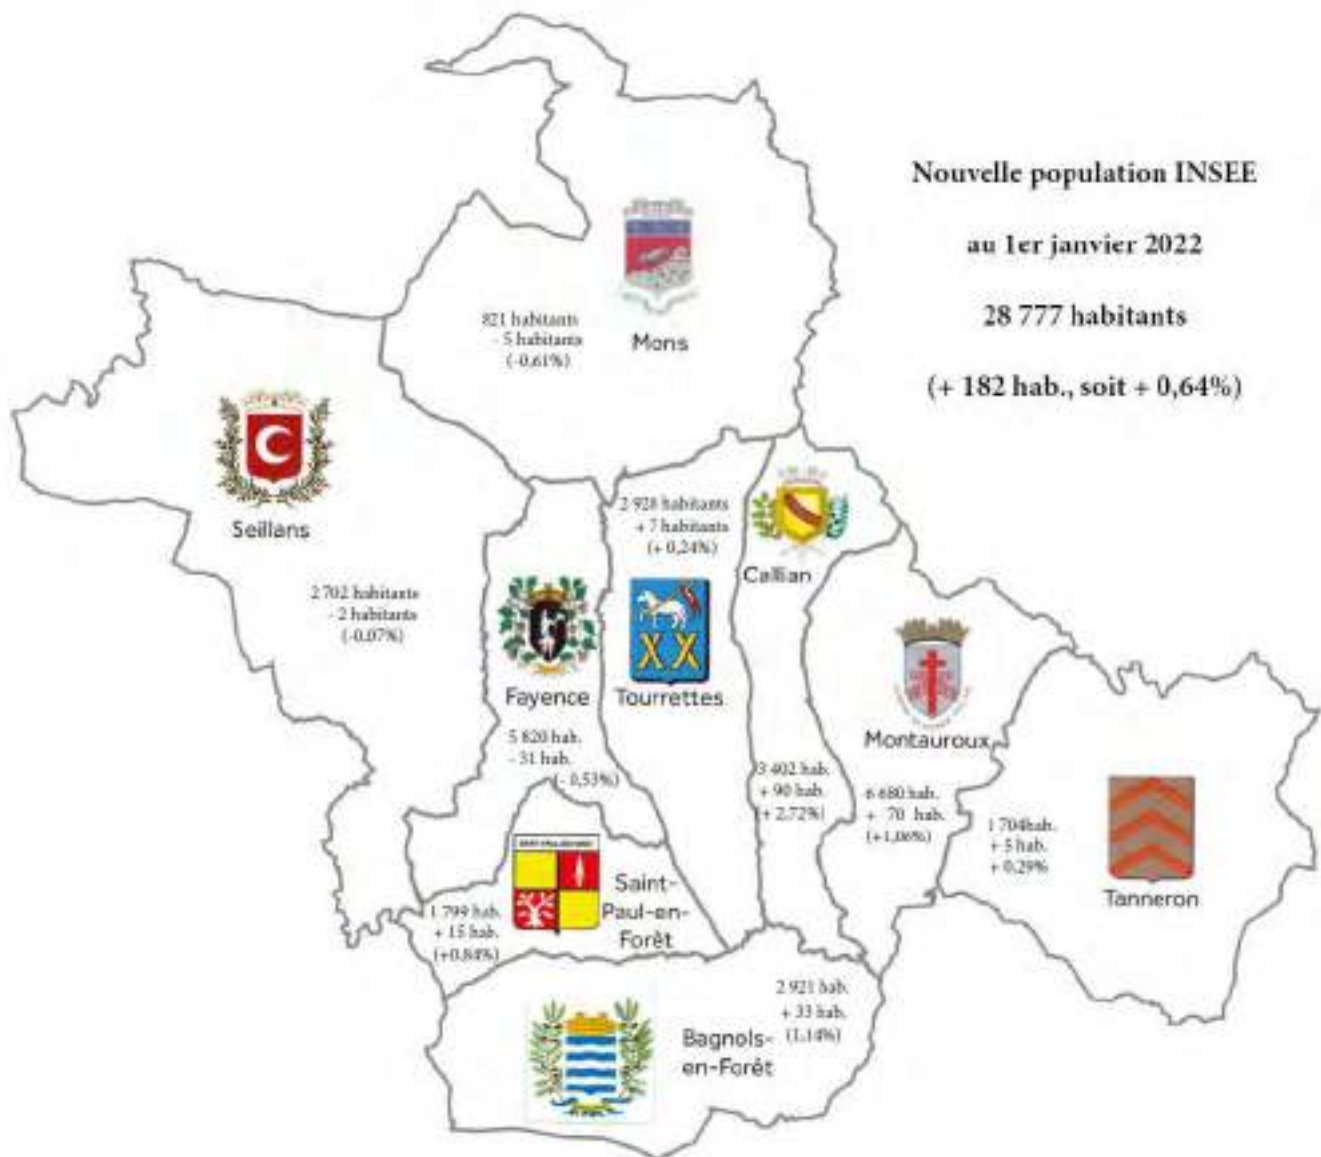 Nouvelle population INSEE
au 1er janvier 2022
28 777 habitants
(+ 182 hab., soit + 0,64%)
821 habitants
- 5 habitants
(-0,61%)
Mons
Seillans
2 702 habitants
- 2 habitants
(-0,07%)
2 928 habitants
+ 7 habitants
(+ 0,24%)
Tourrettes
Callian
3 402 hab.
+ 90 hab.
(+ 2,72%)
Fayence
5 820 hab.
- 31 hab.
(- 0,53%)
Montauroux
6 680 hab.
+ 70 hab.
(+1,06%)
1 704hab.
+ 5 hab.
+ 0,29%
Tanneron
Saint-
Paul-en-
Forêt
1 799 hab.
+ 15 hab.
(+0,84%)
2 921 hab.
+ 33 hab.
(1,14%)
Bagnols-
en-Forêt